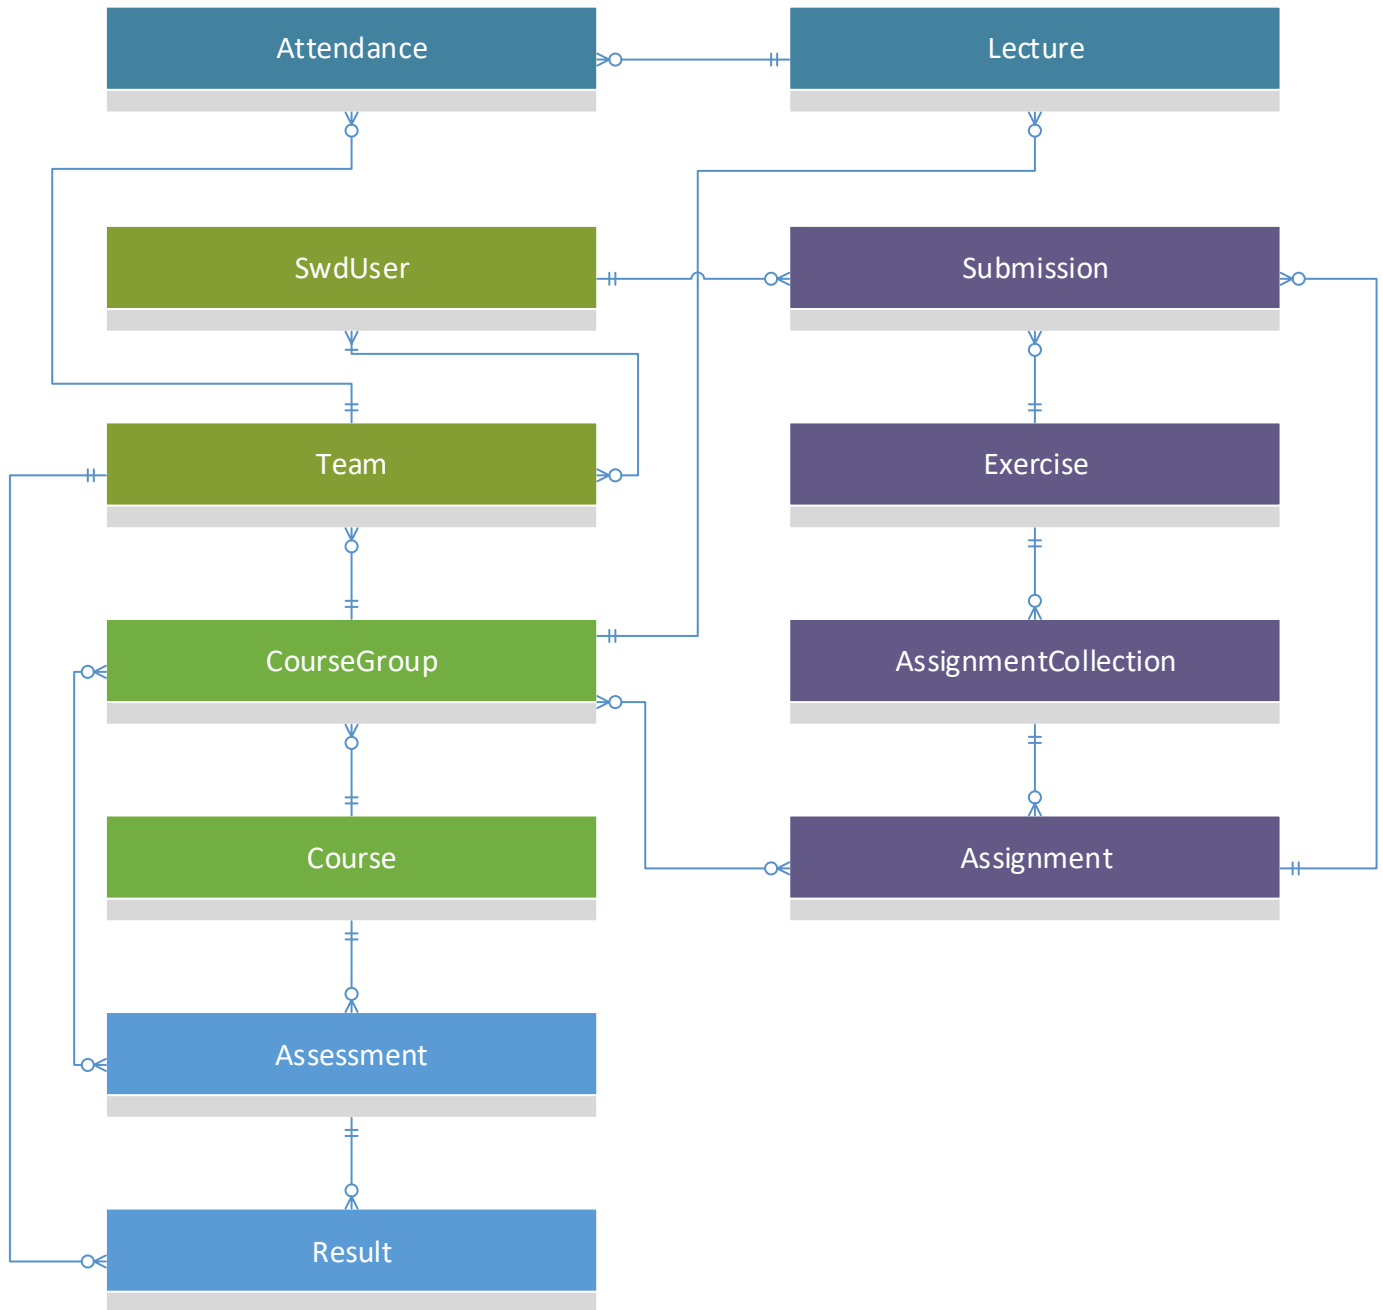 Attendance
Lecture
SwdUser
Submission
Team
Exercise
CourseGroup
AssignmentCollection
Course
Assignment
Assessment
Result